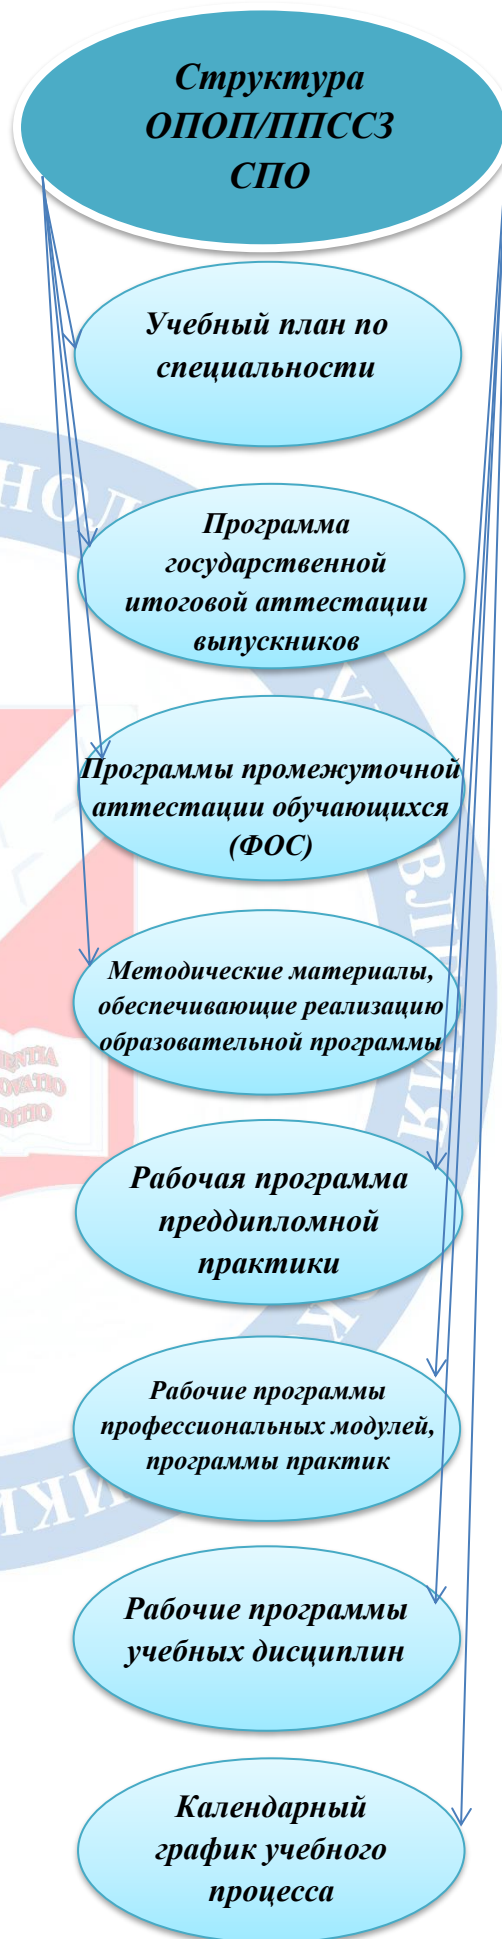 Структура
ОПОП/ППССЗ
СПО
Учебный план по
специальности
Программа
государственной
итоговой аттестации
выпускников
Программы промежуточной
аттестации обучающихся
(ФОС)
Методические материалы,
обеспечивающие реализацию
образовательной программы
Рабочая программа
преддипломной
практики
Рабочие программы
профессиональных модулей,
программы практик
Рабочие программы
учебных дисциплин
Календарный
график учебного
процесса